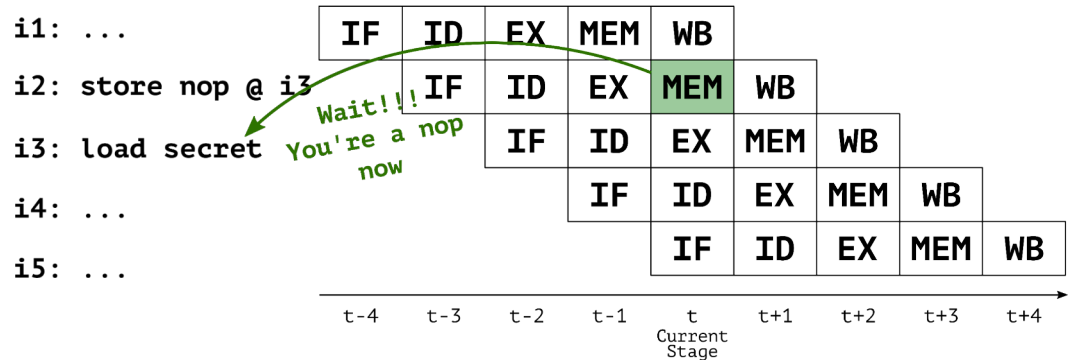 i1: ... IF ID EX MEM WB
i2: store nop @ i3 IF ID EX MEM WB
Wait!!!
You're a nop
now
i3: load secret IF ID EX MEM WB
i4: ... IF ID EX MEM WB
i5: ... IF ID EX MEM WB
t-4 t-3 t-2 t-1 t t+1 t+2 t+3 t+4
Current
Stage